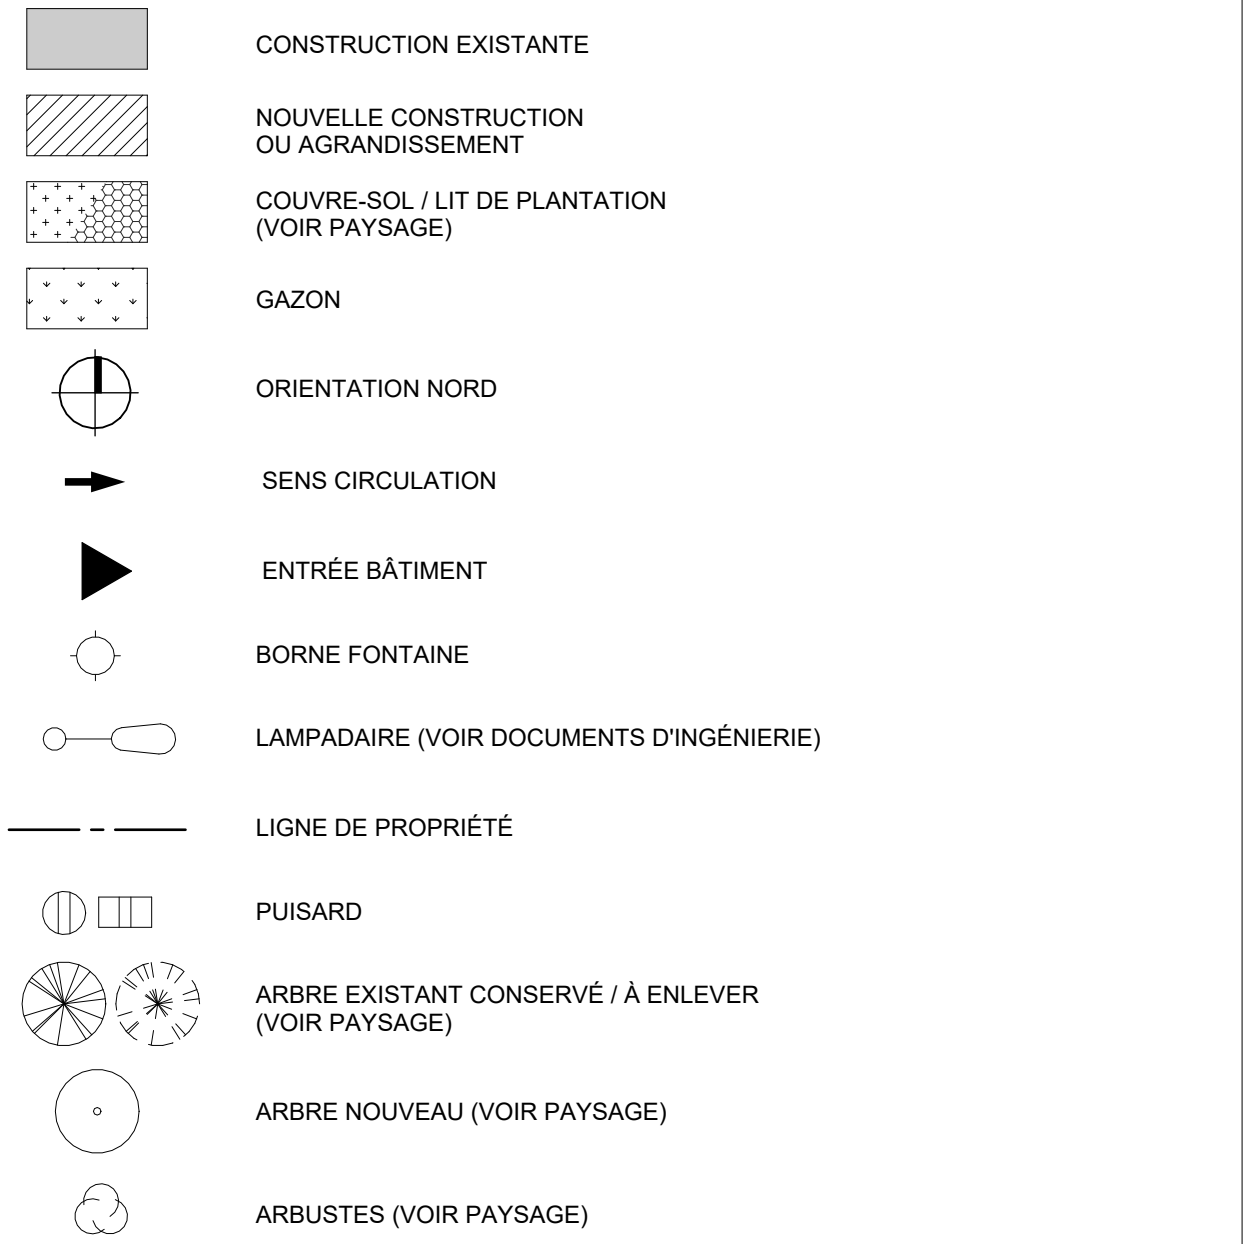 CONSTRUCTION EXISTANTE
NOUVELLE CONSTRUCTION
OU AGRANDISSEMENT
COUVRE-SOL / LIT DE PLANTATION
(VOIR PAYSAGE)
GAZON
ORIENTATION NORD
SENS CIRCULATION
ENTRÉE BÂTIMENT
BORNE FONTAINE
LAMPADAIRE (VOIR DOCUMENTS D'INGÉNIERIE)
LIGNE DE PROPRIÉTÉ
PUISARD
ARBRE EXISTANT CONSERVÉ / À ENLEVER
(VOIR PAYSAGE)
ARBRE NOUVEAU (VOIR PAYSAGE)
ARBUSTES (VOIR PAYSAGE)